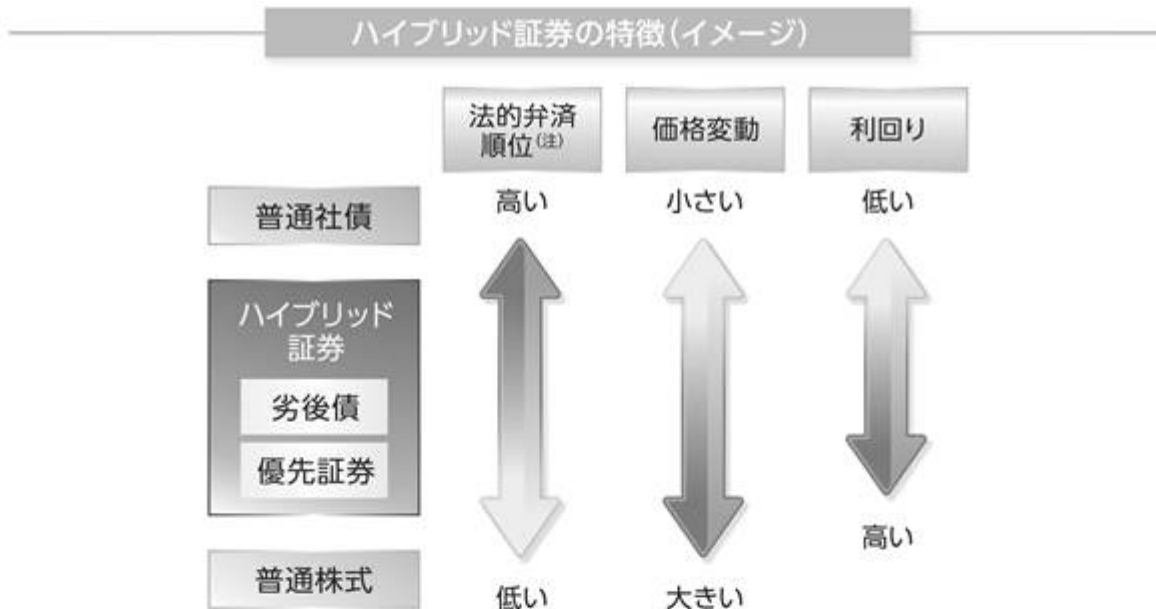 ハイブリッド証券の特徴(イメージ)
法的弁済
順位(注)
価格変動
利回り
普通社債
高い
小さい
低い
ハイブリッド
証券
劣後債
優先証券
高い
普通株式
低い
大きい